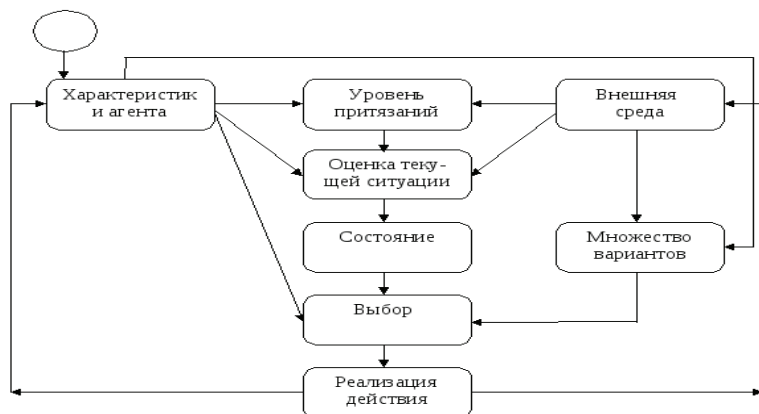 Характеристик
и агента
Уровень
притязаний
Внешняя
среда
Оценка теку-
щей ситуации
Состояние
Множество
вариантов
Выбор
Реализация
действия